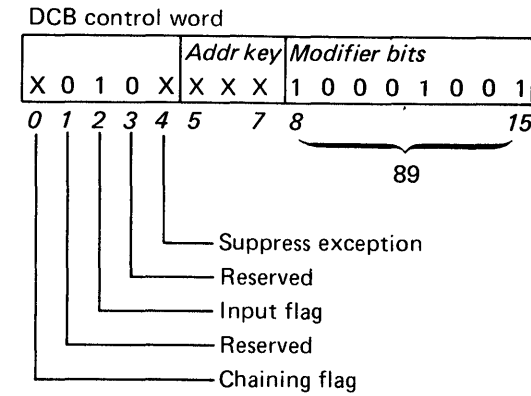 DCB control word
Addr key Modifier bits
X 0 1 0 X X X X 1 0 0 0 1 0 0 1
0 1 2 3 4 5 7 8 15
89
Suppress exception
Reserved
Input flag
Reserved
Chaining flag